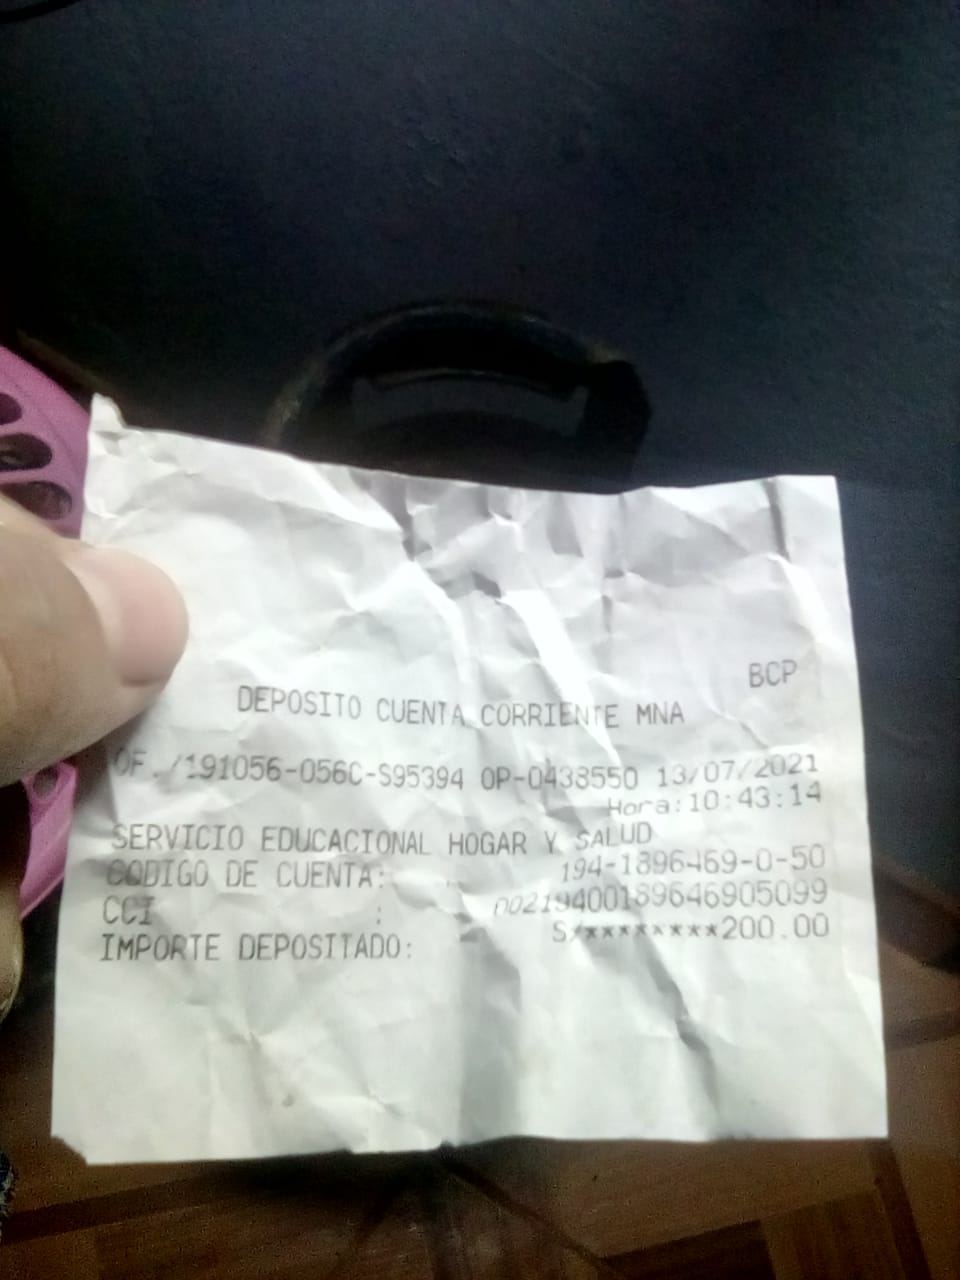 BCP
DEPOSITO CUENTA CORRIENTE MNA
OF./191056-056C-S95394 OP-0438550 13/07/2021
Hora:10:43:14
SERVICIO EDUCACIONAL HOGAR Y SALUD
CODIGO DE CUENTA: 194-1896469-0-50
CCI : 00219400189646905099
IMPORTE DEPOSITADO: S/********200.00